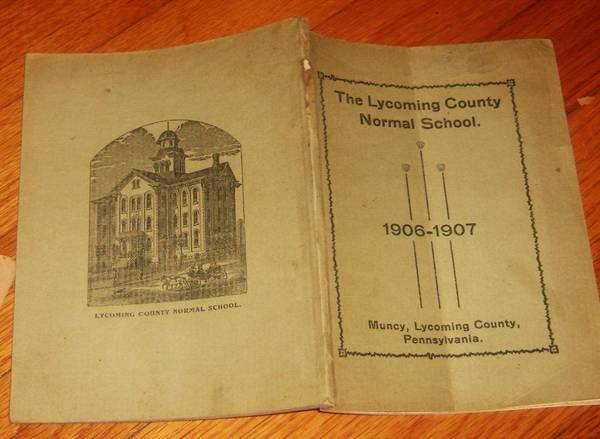 LYCOMING COUNTY NORMAL SCHOOL.
The Lycoming County
Normal School.
1906-1907
Muncy, Lycoming County,
Pennsylvania.